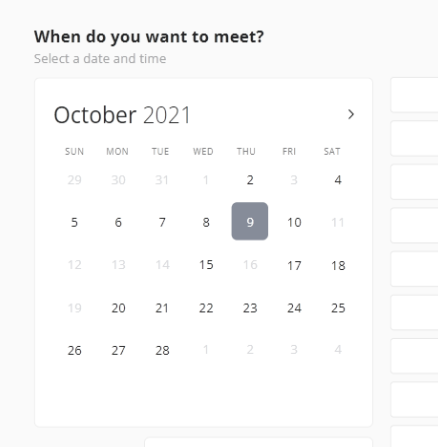 When do you want to meet?
Select a date and time
October 2021
SUN MON TUE WED THU FRI SAT
29 30 31 1 2 3 4
5 6 7 8 9 10 11
12 13 14 15 16 17 18
19 20 21 22 23 24 25
26 27 28 1 2 3 4